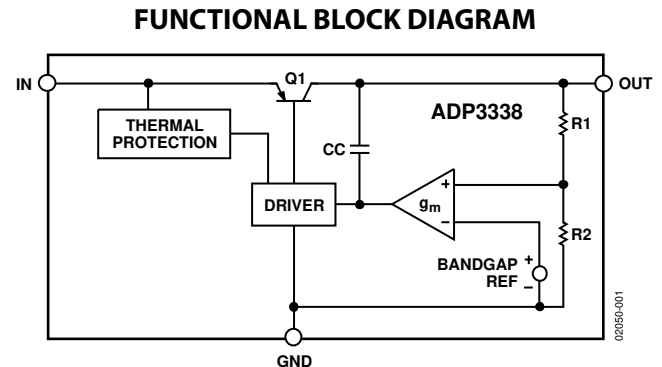 FUNCTIONAL BLOCK DIAGRAM
IN
Q1
OUT
THERMAL
PROTECTION
ADP3338
R1
CC
+
gm
−
DRIVER
R2
BANDGAP
REF
+
−
GND
02050-001